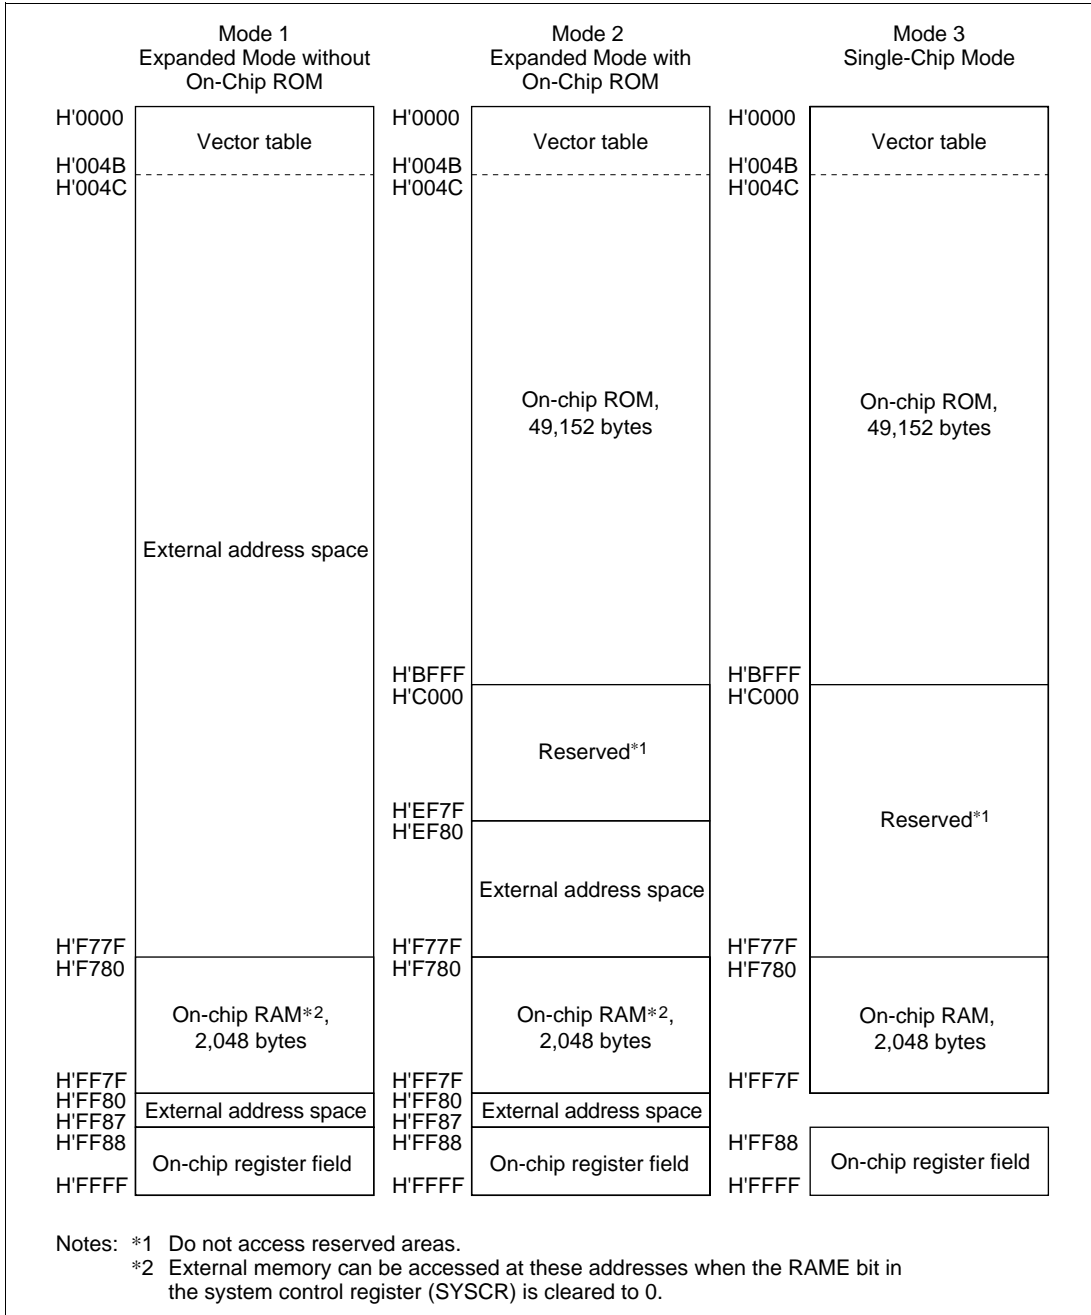 Mode 1
Expanded Mode without
On-Chip ROM
H'0000
Vector table
H'004B
H'004C
External address space
H'F77F
H'F780
On-chip RAM*2,
2,048 bytes
H'FF7F
H'FF80
External address space
H'FF87
H'FF88
On-chip register field
H'FFFF
Mode 2
Expanded Mode with
On-Chip ROM
H'0000
Vector table
H'004B
H'004C
On-chip ROM,
49,152 bytes
H'BFFF
H'C000
Reserved*1
H'EF7F
H'EF80
External address space
H'F77F
H'F780
On-chip RAM*2,
2,048 bytes
H'FF7F
H'FF80
External address space
H'FF87
H'FF88
On-chip register field
H'FFFF
Mode 3
Single-Chip Mode
H'0000
Vector table
H'004B
H'004C
On-chip ROM,
49,152 bytes
H'BFFF
H'C000
Reserved*1
H'F77F
H'F780
On-chip RAM,
2,048 bytes
H'FF7F
H'FF88
On-chip register field
H'FFFF
Notes: *1 Do not access reserved areas.
*2 External memory can be accessed at these addresses when the RAME bit in
the system control register (SYSCR) is cleared to 0.